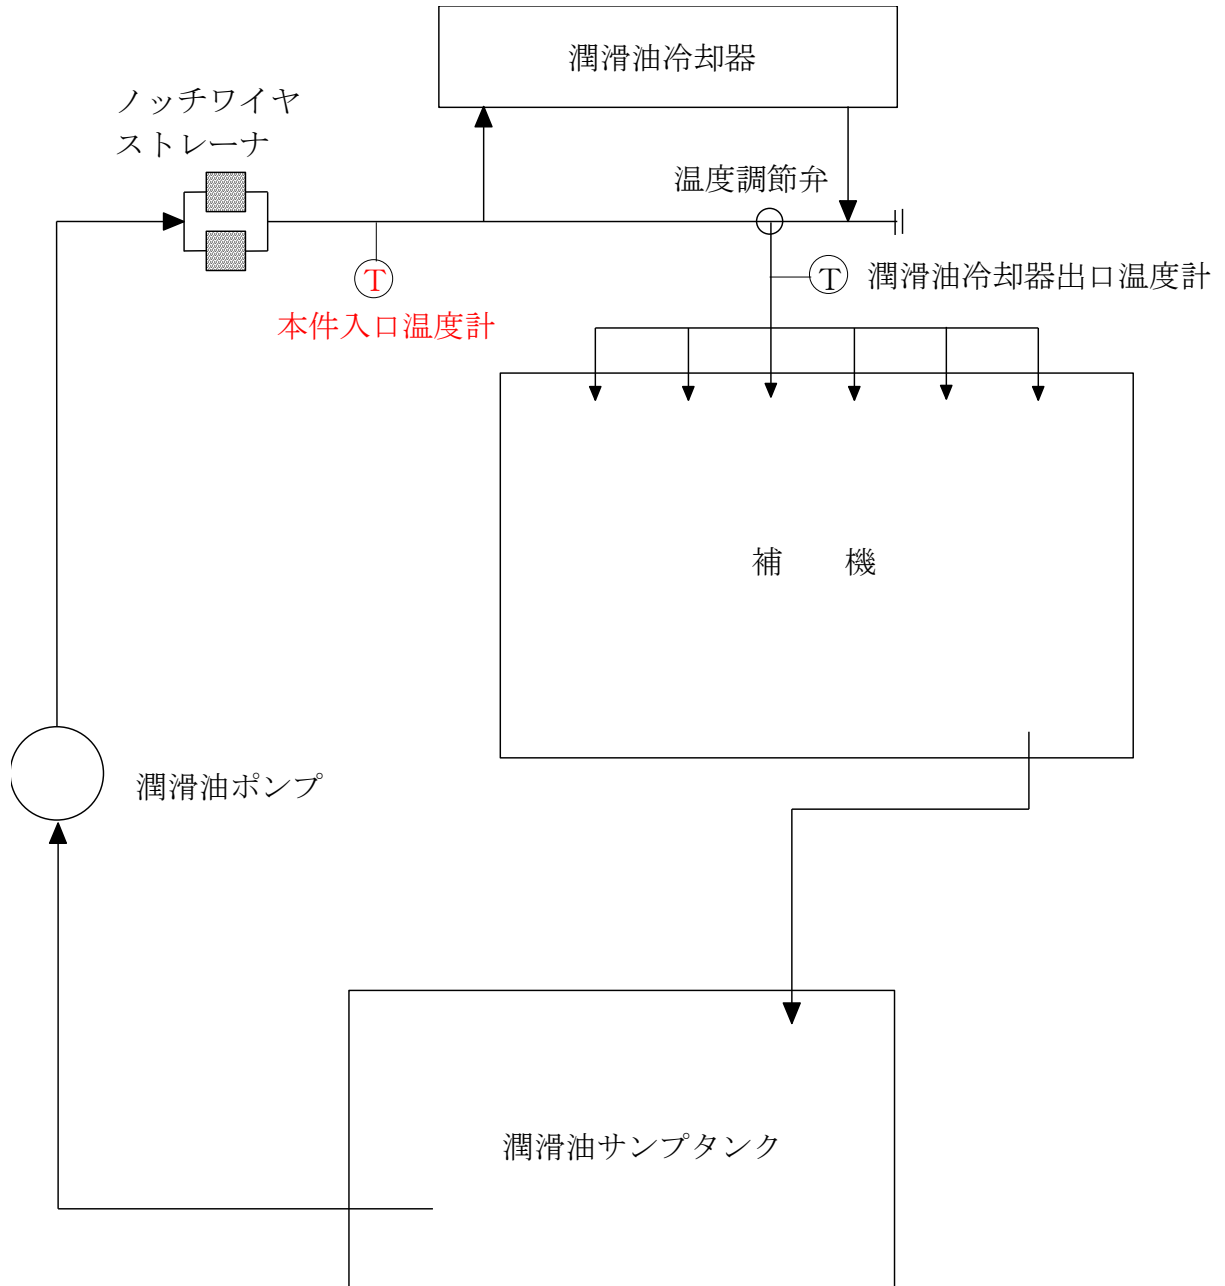 潤滑油冷却器
ノッチワイヤ
ストレーナ
温度調節弁
T
T
潤滑油冷却器出口温度計
本件入口温度計
補　機
潤滑油ポンプ
潤滑油サンプタンク